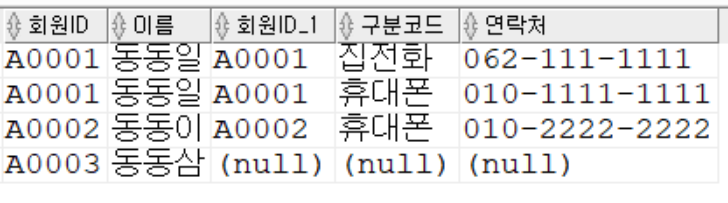 회원ID 이름 회원ID_1 구분코드 연락처
A0001 동동일 A0001 집전화 062-111-1111
A0001 동동일 A0001 휴대폰 010-1111-1111
A0002 동동이 A0002 휴대폰 010-2222-2222
A0003 동동삼 (null) (null) (null)